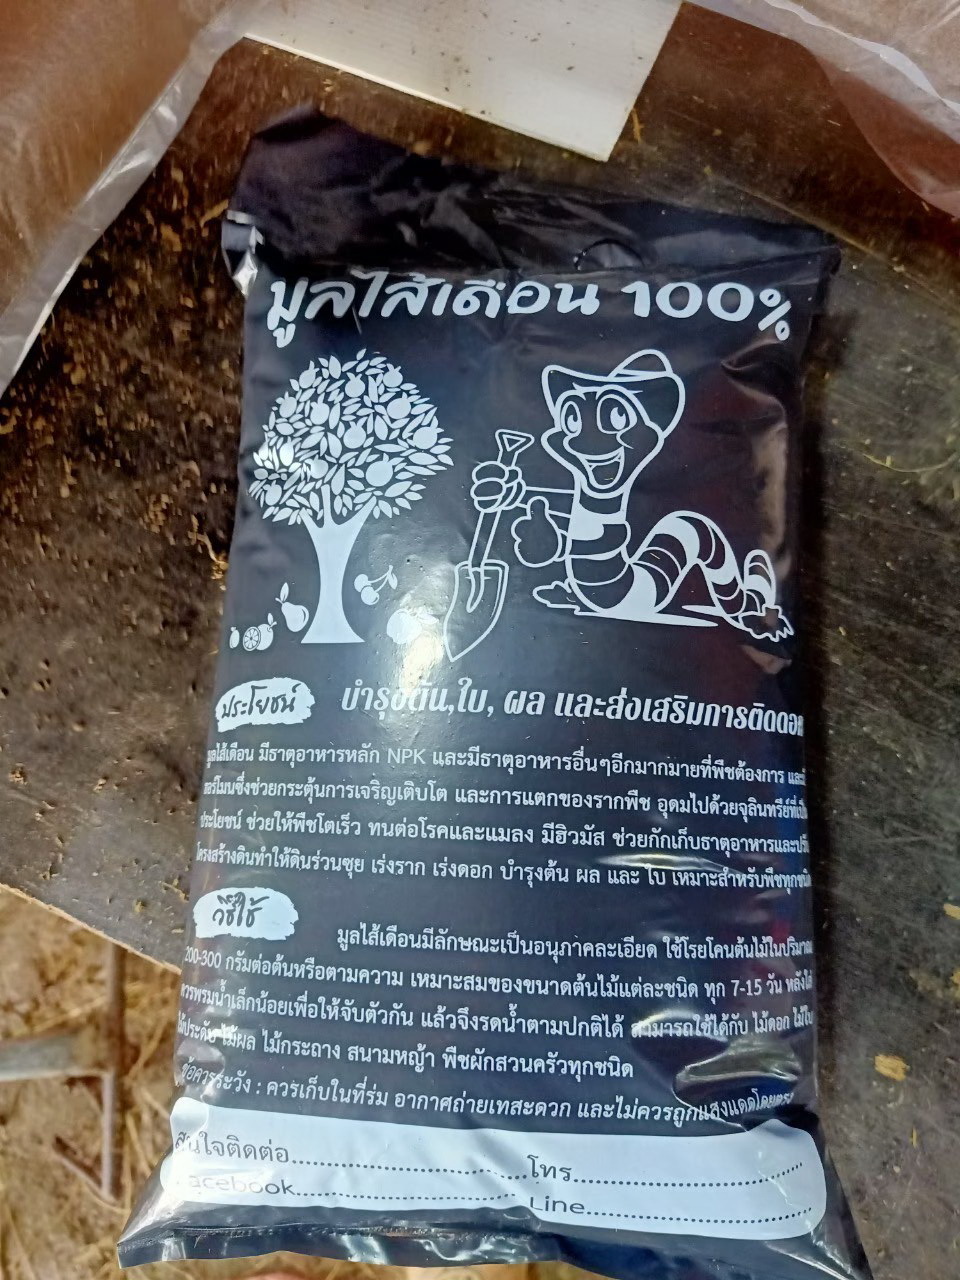 มูลไส้เดือน 100%
ประโยชน์
บำรุงต้น,ใบ, ผล และส่งเสริมการติดดอก
มูลไส้เดือน มีธาตุอาหารหลัก NPK และมีธาตุอาหารอื่นๆอีกมากมายที่พืชต้องการ และมี
ฮอร์โมนซึ่งช่วยกระตุ้นการเจริญเติบโต และการแตกของรากพืช อุดมไปด้วยจุลินทรีย์ที่เป็น
ประโยชน์ ช่วยให้พืชโตเร็ว ทนต่อโรคและแมลง มีฮิวมัส ช่วยกักเก็บธาตุอาหารและปรับ
โครงสร้างดินทำให้ดินร่วนซุย เร่งราก เร่งดอก บำรุงต้น ผล และ ใบ เหมาะสำหรับพืชทุกชนิด
วิธีใช้
มูลไส้เดือนมีลักษณะเป็นอนุภาคละเอียด ใช้โรยโคนต้นไม้ในปริมาณ
200-300 กรัมต่อต้นหรือตามความ เหมาะสมของขนาดต้นไม้แต่ละชนิด ทุก 7-15 วัน หลังใส่
ควรพรมน้ำเล็กน้อยเพื่อให้จับตัวกัน แล้วจึงรดน้ำตามปกติได้ สามารถใช้ได้กับ ไม้ดอก ไม้ใบ
ไม้ประดับ ไม้ผล ไม้กระถาง สนามหญ้า พืชผักสวนครัวทุกชนิด
ข้อควรระวัง : ควรเก็บในที่ร่ม อากาศถ่ายเทสะดวก และไม่ควรถูกแสงแดดโดยตรง
สนใจติดต่อ..............................โทร..............................
Facebook..............................Line..............................